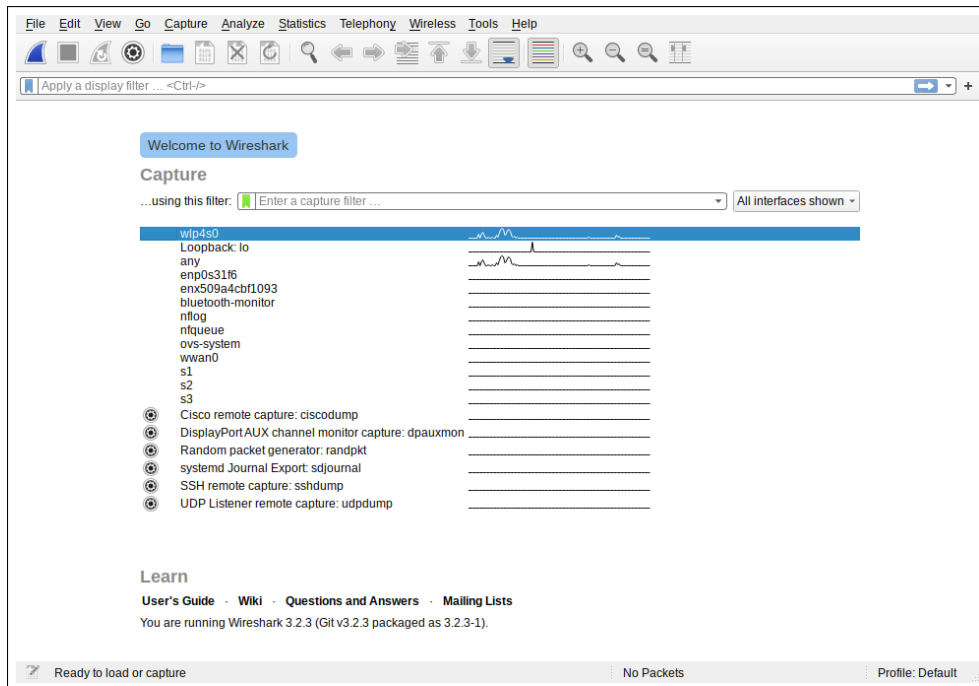 File Edit View Go Capture Analyze Statistics Telephony Wireless Tools Help
Apply a display filter … <Ctrl-/>
+
Welcome to Wireshark
Capture
…using this filter: Enter a capture filter … All interfaces shown
wlp4s0
Loopback: lo
any
enp0s31f6
enx509a4cbf1093
bluetooth-monitor
nflog
nfqueue
ovs-system
wwan0
s1
s2
s3
Cisco remote capture: ciscodump
DisplayPort AUX channel monitor capture: dpauxmon
Random packet generator: randpkt
systemd Journal Export: sdjournal
SSH remote capture: sshdump
UDP Listener remote capture: udpdump
Learn
User's Guide · Wiki · Questions and Answers · Mailing Lists
You are running Wireshark 3.2.3 (Git v3.2.3 packaged as 3.2.3-1).
Ready to load or capture No Packets Profile: Default